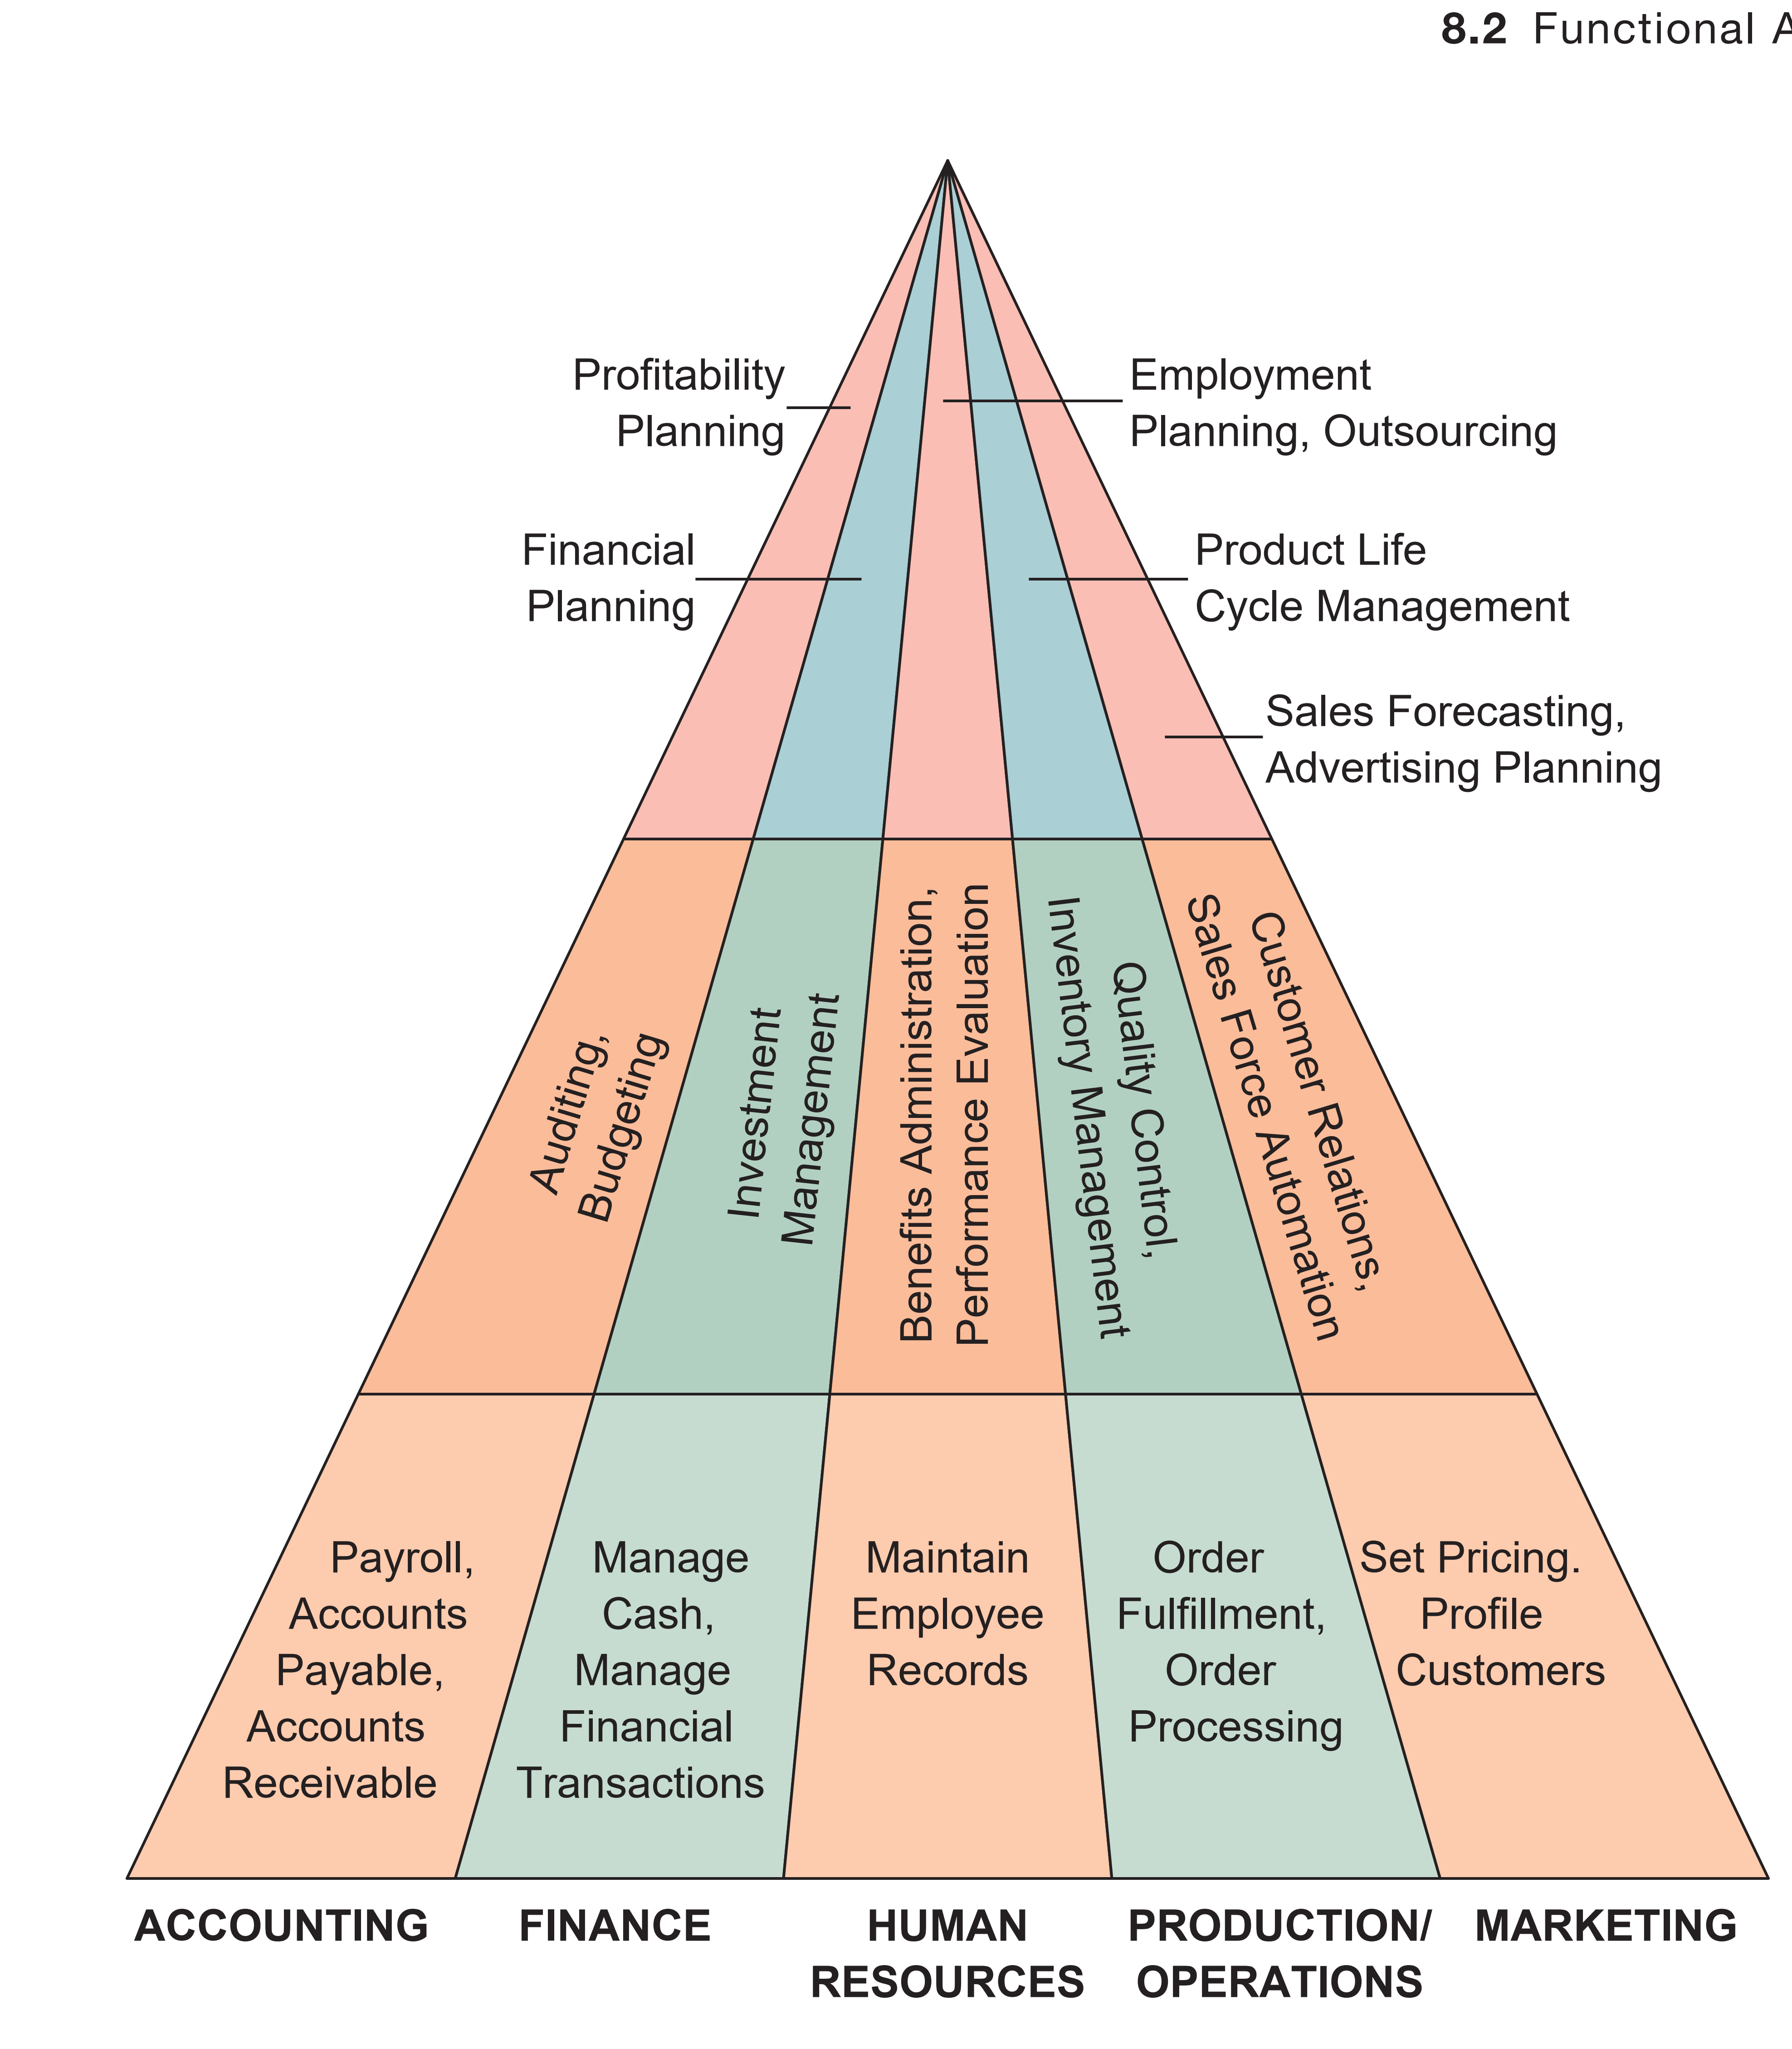 8.2 Functional A
Profitability
Planning
Employment
Planning, Outsourcing
Financial
Planning
Product Life
Cycle Management
Sales Forecasting,
Advertising Planning
Auditing,
Budgeting
Investment
Management
Benefits Administration,
Performance Evaluation
Quality Control,
Inventory Management
Customer Relations,
Sales Force Automation
Payroll,
Accounts
Payable,
Accounts
Receivable
Manage
Cash,
Manage
Financial
Transactions
Maintain
Employee
Records
Order
Fulfillment,
Order
Processing
Set Pricing.
Profile
Customers
ACCOUNTING
FINANCE
HUMAN
RESOURCES
PRODUCTION/
OPERATIONS
MARKETING